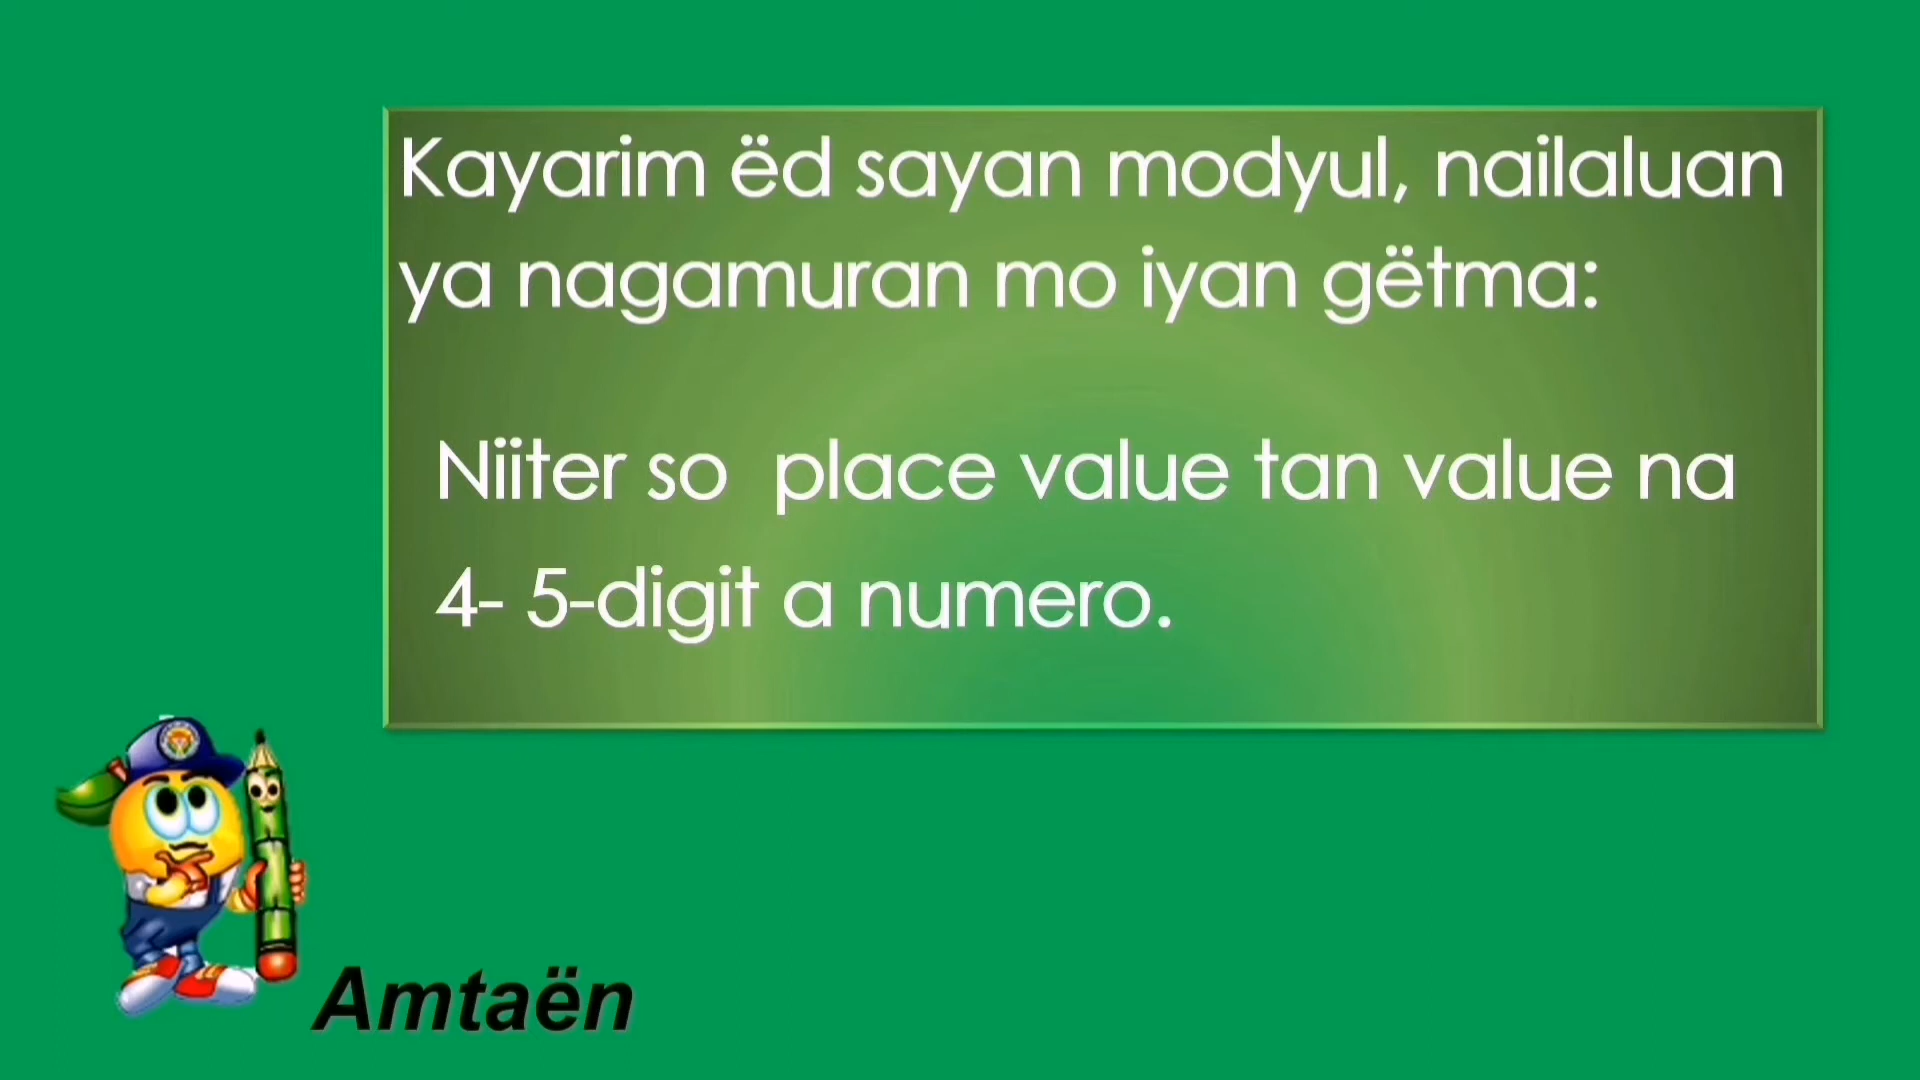 Kayarim ëd sayan modyul, nailaluan
ya nagamuran mo iyan gëtma:
Niiter so place value tan value na
4- 5-digit a numero.
Amtaën